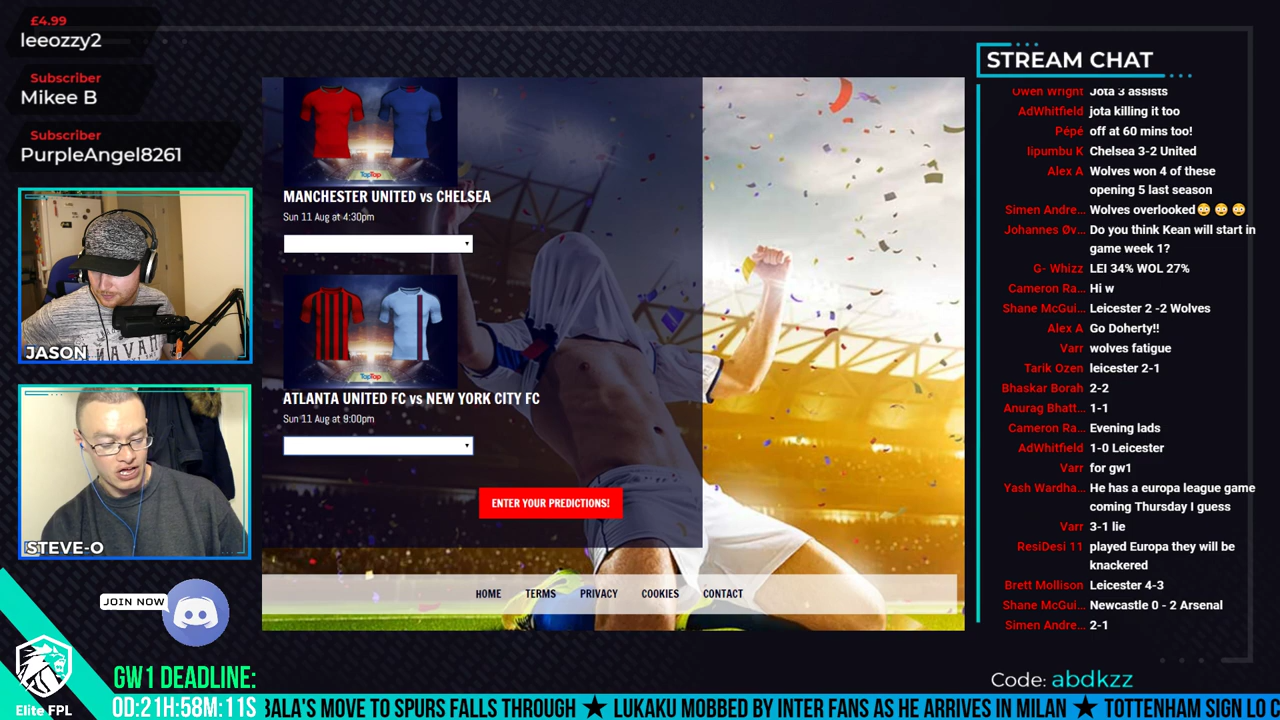 £4.99
leeozzy2
Subscriber
Mikee B
Subscriber
PurpleAngel8261
JASON
STEVE-O
JOIN NOW
Elite FPL
GW1 DEADLINE:
0D:21H:58M:11S
TapTap
MANCHESTER UNITED vs CHELSEA
Sun 11 Aug at 4:30pm
TapTap
ATLANTA UNITED FC vs NEW YORK CITY FC
Sun 11 Aug at 9:00pm
ENTER YOUR PREDICTIONS!
HOME TERMS PRIVACY COOKIES CONTACT
STREAM CHAT
Owen Wright Jota 3 assists
AdWhitfield jota killing it too
Pépé off at 60 mins too!
Iipumbu K Chelsea 3-2 United
Alex A Wolves won 4 of these
opening 5 last season
Simen Andre... Wolves overlooked😳 😳 😳
Johannes Øv... Do you think Kean will start in
game week 1?
G- Whizz LEI 34% WOL 27%
Cameron Ra... Hi w
Shane McGui... Leicester 2 -2 Wolves
Alex A Go Doherty!!
Varr wolves fatigue
Tarik Ozen leicester 2-1
Bhaskar Borah 2-2
Anurag Bhatt... 1-1
Cameron Ra... Evening lads
AdWhitfield 1-0 Leicester
Varr for gw1
Yash Wardha... He has a europa league game
coming Thursday I guess
Varr 3-1 lie
ResiDesi 11 played Europa they will be
knackered
Brett Mollison Leicester 4-3
Shane McGui... Newcastle 0 - 2 Arsenal
Simen Andre... 2-1
Code: abdkzz
BALA'S MOVE TO SPURS FALLS THROUGH ★ LUKAKU MOBBED BY INTER FANS AS HE ARRIVES IN MILAN ★ TOTTENHAM SIGN LO C